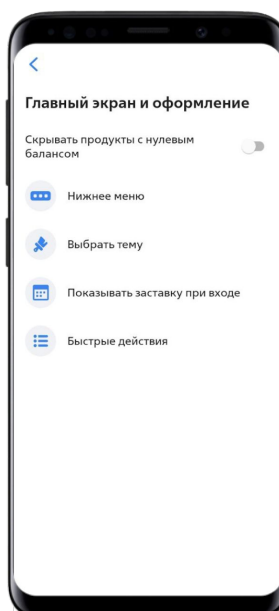 Главный экран и оформление
Скрывать продукты с нулевым
балансом
Нижнее меню
Выбрать тему
Показывать заставку при входе
Быстрые действия